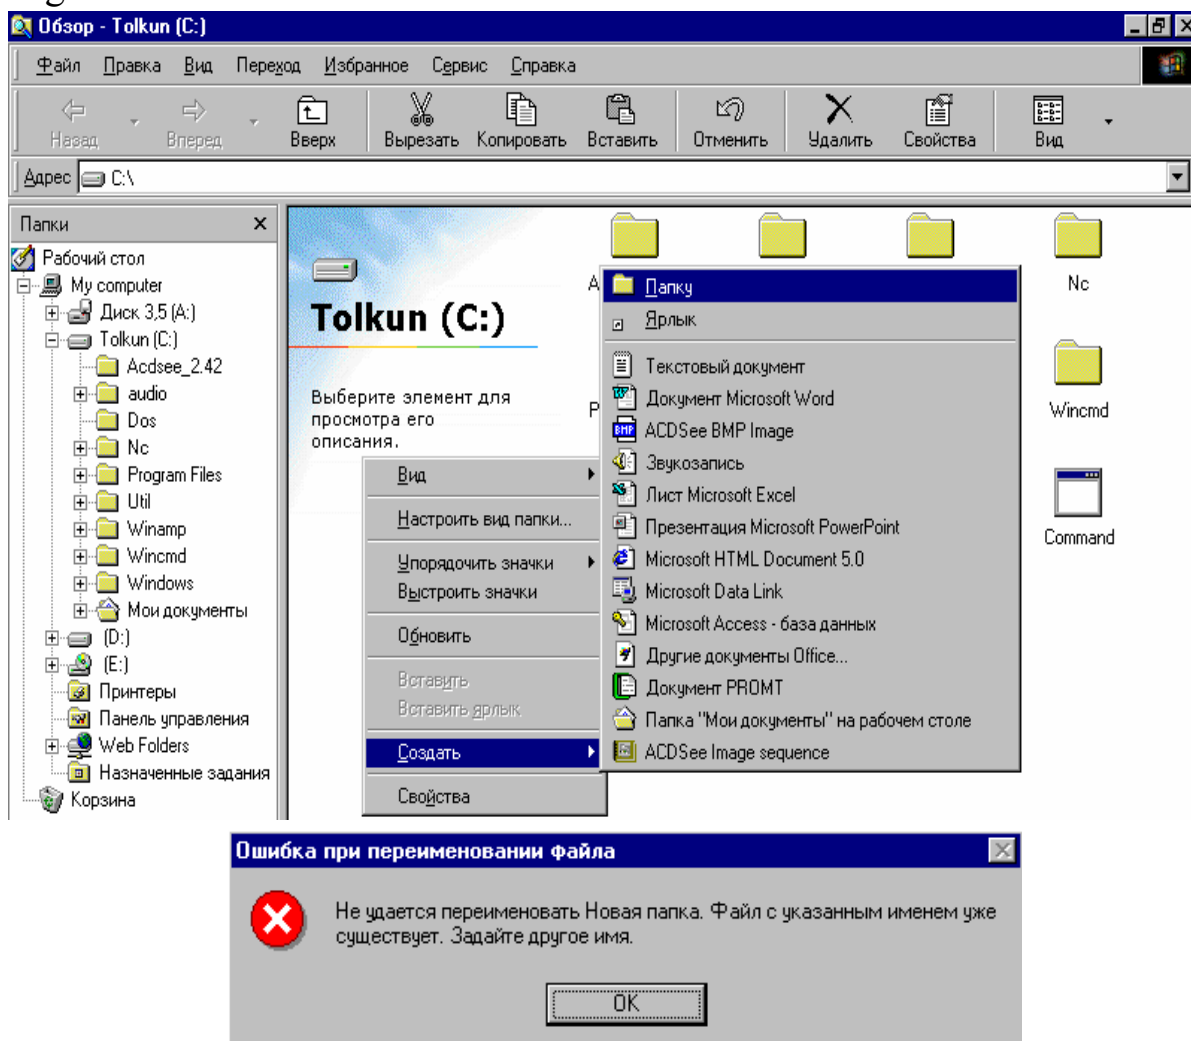 Обзор - Tolkun (C:)
Файл Правка Вид Переход Избранное Сервис Справка
Назад Вперед Вверх Вырезать Копировать Вставить Отменить Удалить Свойства Вид
Адрес C:\
Папки
Рабочий стол
My computer
Диск 3,5 (A:)
Tolkun (C:)
Acdsee_2.42
audio
Dos
Nc
Program Files
Util
Winamp
Wincmd
Windows
Мои документы
(D:)
(E:)
Принтеры
Панель управления
Web Folders
Назначенные задания
Корзина
Tolkun (C:)
Выберите элемент для
просмотра его
описания.
Nc
Wincmd
Command
Вид
Настроить вид папки...
Упорядочить значки
Выстроить значки
Обновить
Вставить
Вставить ярлык
Создать
Свойства
Папку
Ярлык
Текстовый документ
Документ Microsoft Word
ACDSee BMP Image
Звукозапись
Лист Microsoft Excel
Презентация Microsoft PowerPoint
Microsoft HTML Document 5.0
Microsoft Data Link
Microsoft Access - база данных
Другие документы Office...
Документ PROMT
Папка "Мои документы" на рабочем столе
ACDSee Image sequence
Ошибка при переименовании файла
Не удается переименовать Новая папка. Файл с указанным именем уже
существует. Задайте другое имя.
OK